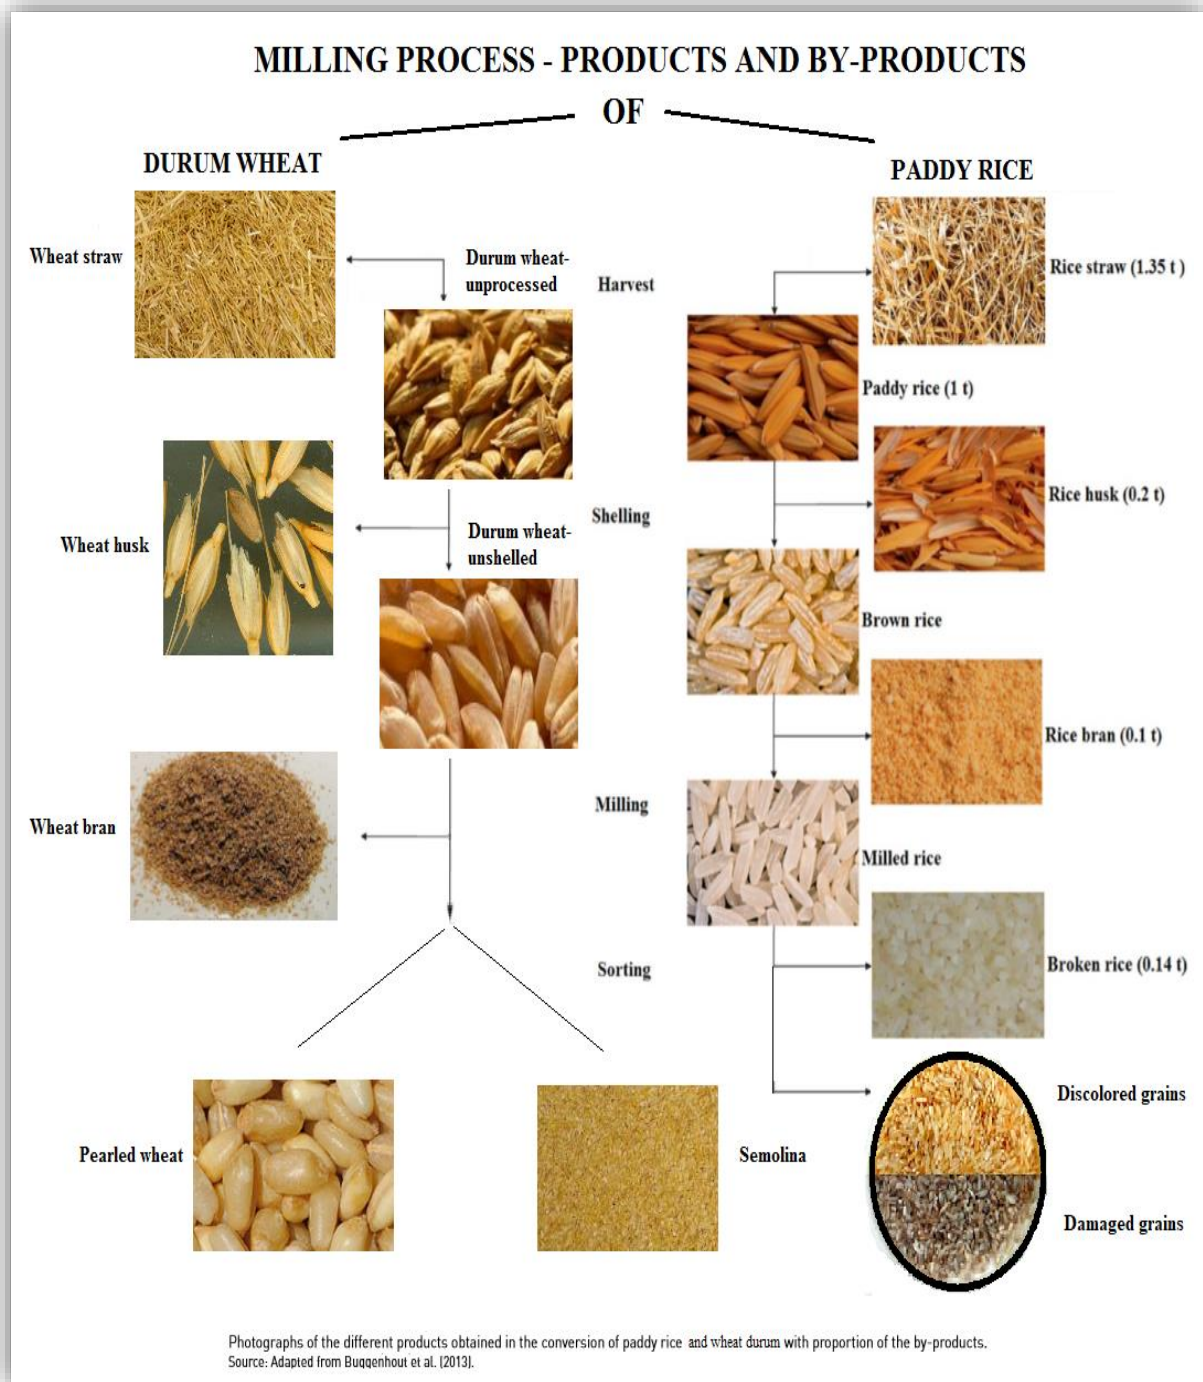 MILLING PROCESS - PRODUCTS AND BY-PRODUCTS
OF
DURUM WHEAT
PADDY RICE
Wheat straw
Durum wheat-
unprocessed
Harvest
Rice straw (1.35 t )
Paddy rice (1 t)
Wheat husk
Durum wheat-
unshelled
Shelling
Rice husk (0.2 t)
Brown rice
Wheat bran
Milling
Rice bran (0.1 t)
Milled rice
Sorting
Broken rice (0.14 t)
Pearled wheat
Semolina
Discolored grains
Damaged grains
Photographs of the different products obtained in the conversion of paddy rice and wheat durum with proportion of the by-products.
Source: Adapted from Buggenhout et al. (2013).